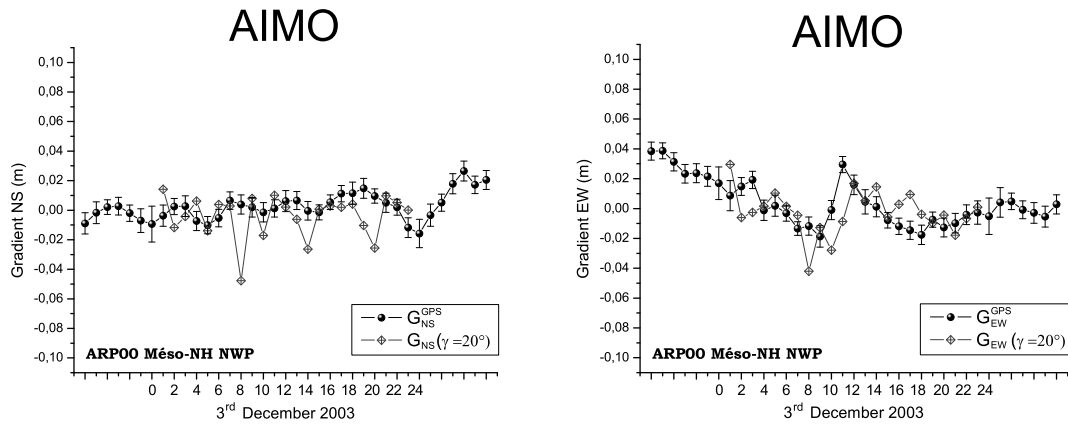 AIMO
Gradient NS (m)
0,10
0,08
0,06
0,04
0,02
0,00
-0,02
-0,04
-0,06
-0,08
-0,10
G GPS NS
G NS (γ =20°)
ARP00 Méso-NH NWP
0 2 4 6 8 10 12 14 16 18 20 22 24
3rd December 2003
AIMO
Gradient EW (m)
0,10
0,08
0,06
0,04
0,02
0,00
-0,02
-0,04
-0,06
-0,08
-0,10
G GPS EW
G EW (γ =20°)
ARP00 Méso-NH NWP
0 2 4 6 8 10 12 14 16 18 20 22 24
3rd December 2003